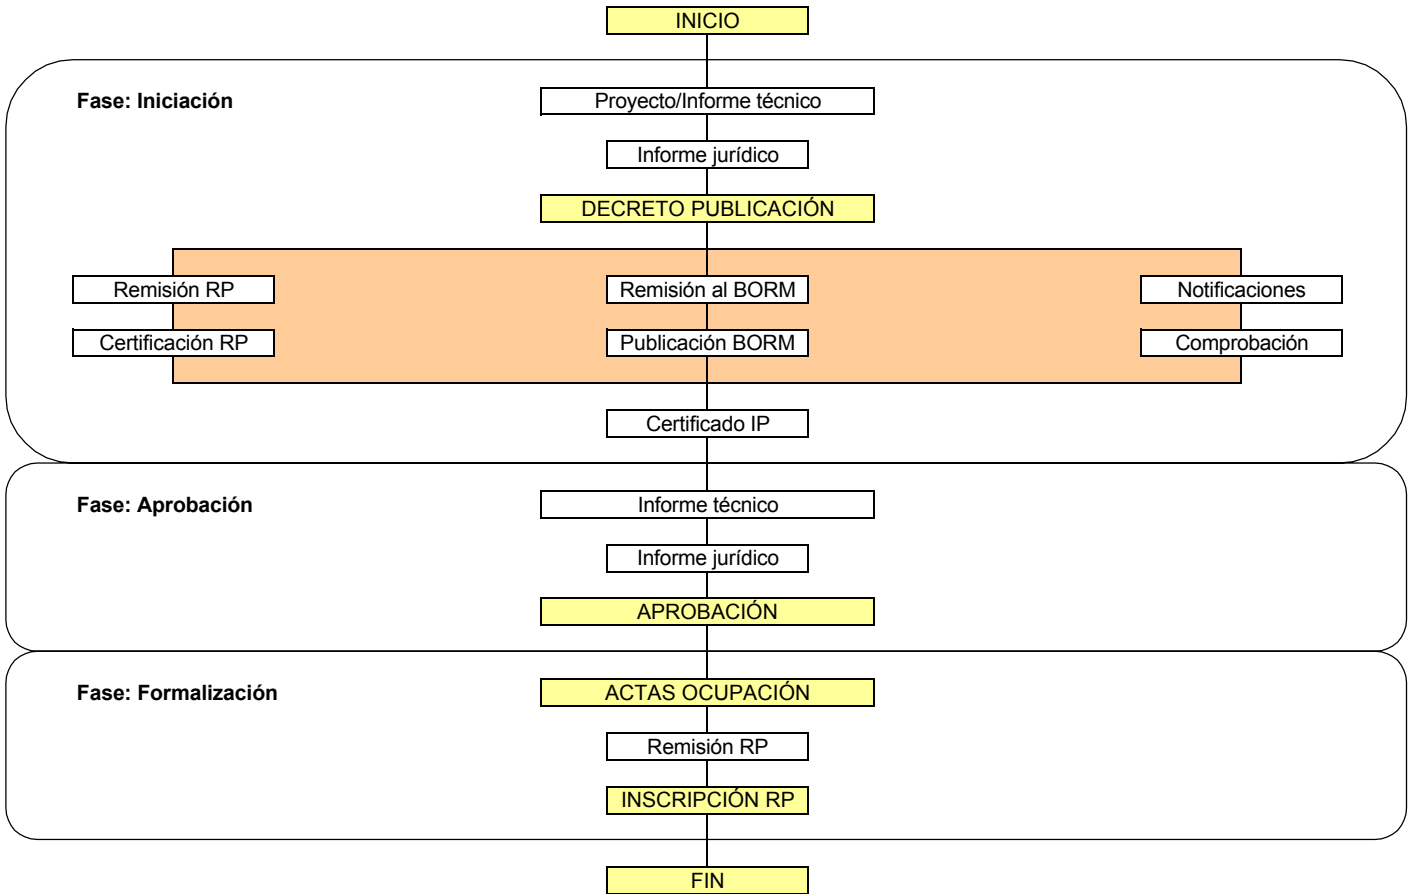 INICIO
Fase: Iniciación
Proyecto/Informe técnico
Informe jurídico
DECRETO PUBLICACIÓN
Remisión RP
Remisión al BORM
Notificaciones
Certificación RP
Publicación BORM
Comprobación
Certificado IP
Fase: Aprobación
Informe técnico
Informe jurídico
APROBACIÓN
Fase: Formalización
ACTAS OCUPACIÓN
Remisión RP
INSCRIPCIÓN RP
FIN